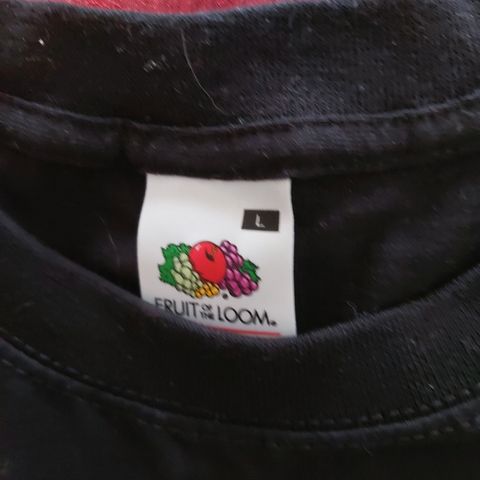 L
FRUIT OF THE LOOM.